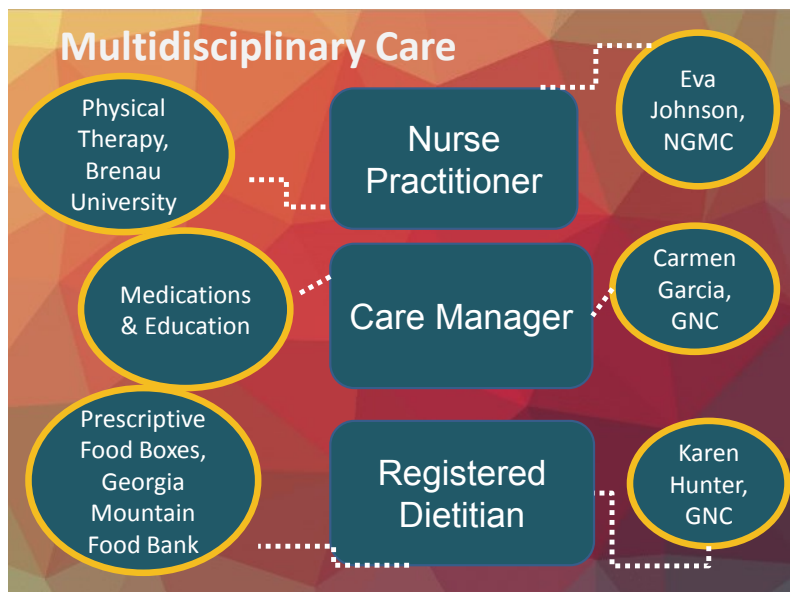 Multidisciplinary Care
Physical
Therapy,
Brenau
University
Nurse
Practitioner
Eva
Johnson,
NGMC
Medications
& Education
Care Manager
Carmen
Garcia,
GNC
Prescriptive
Food Boxes,
Georgia
Mountain
Food Bank
Registered
Dietitian
Karen
Hunter,
GNC